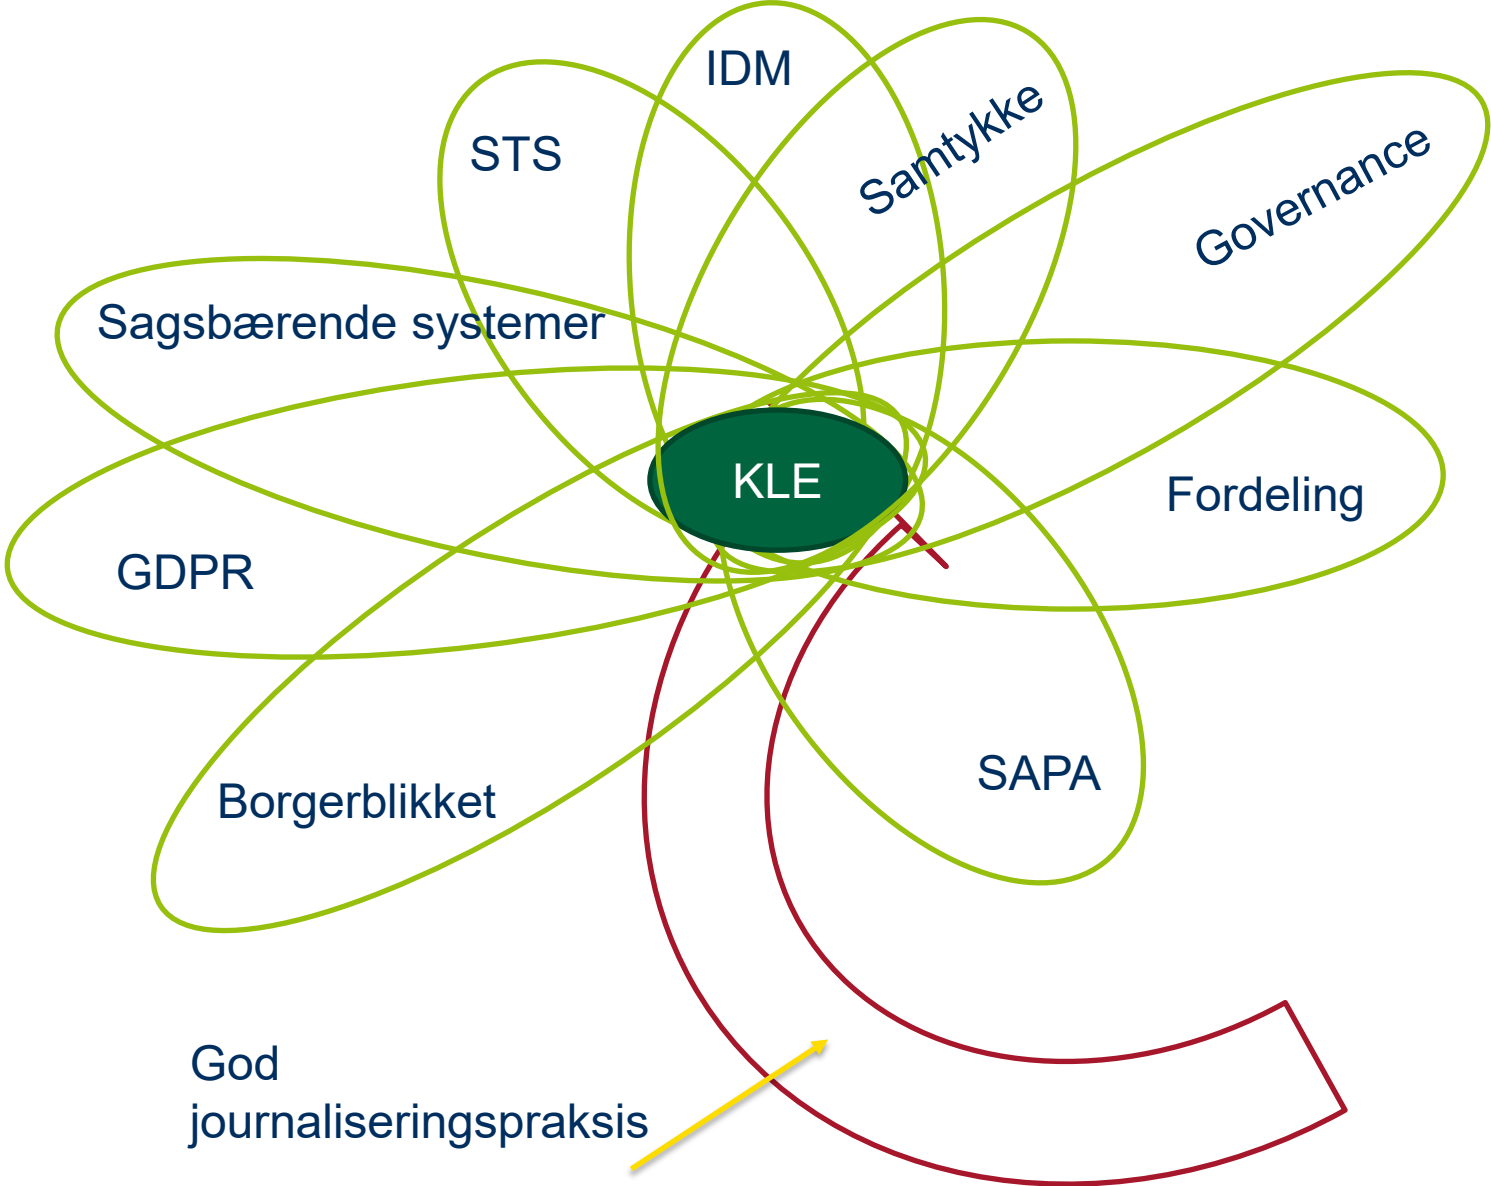 IDM
Samtykke
STS
Governance
Sagsbærende systemer
KLE
Fordeling
GDPR
SAPA
Borgerblikket
God
journaliseringspraksis